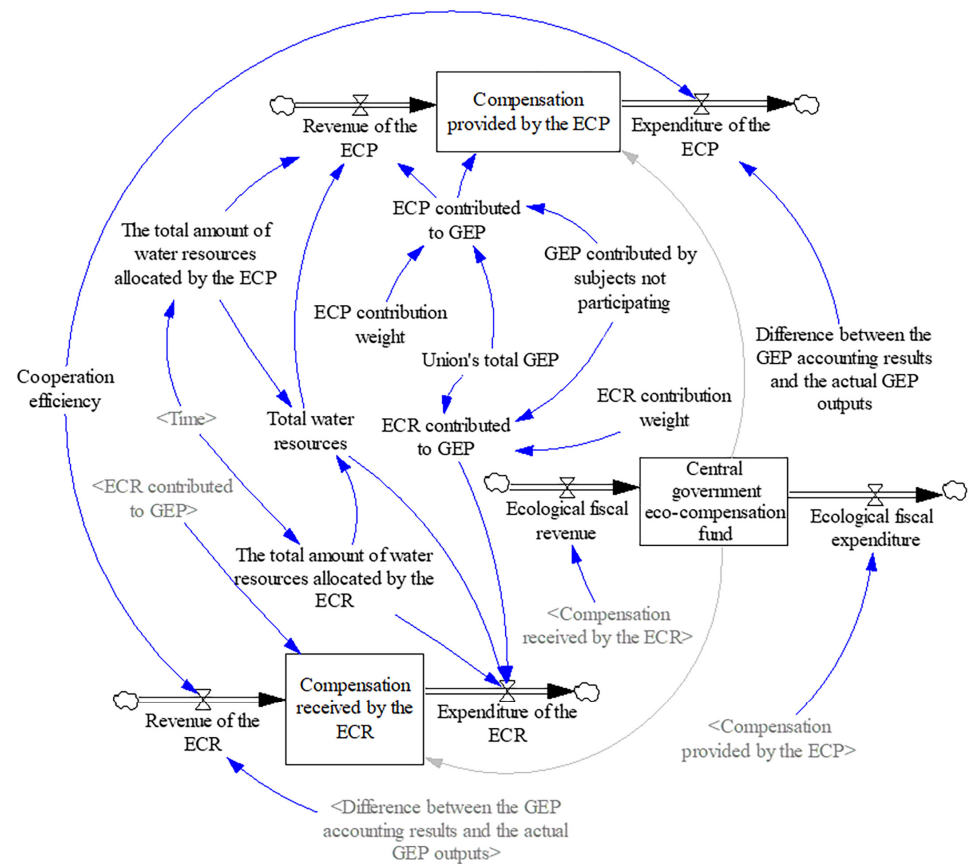 Compensation
provided by the ECP
Revenue of the
ECP
Expenditure of the
ECP
ECP contributed
to GEP
The total amount of
water resources
allocated by the ECP
GEP contributed by
subjects not
participating
ECP contribution
weight
Difference between the
GEP accounting results
and the actual GEP
outputs
Union's total GEP
Cooperation
efficiency
<Time>
Total water
resources
ECR contributed
to GEP
ECR contribution
weight
<ECR contributed
to GEP>
Central
government
eco-compensation
fund
Ecological fiscal
revenue
Ecological fiscal
expenditure
The total amount of water
resources allocated by the
ECR
<Compensation
received by the ECR>
Compensation
received by the
ECR
Revenue of the
ECR
Expenditure of the
ECR
<Compensation
provided by the ECP>
<Difference between the GEP
accounting results and the actual
GEP outputs>